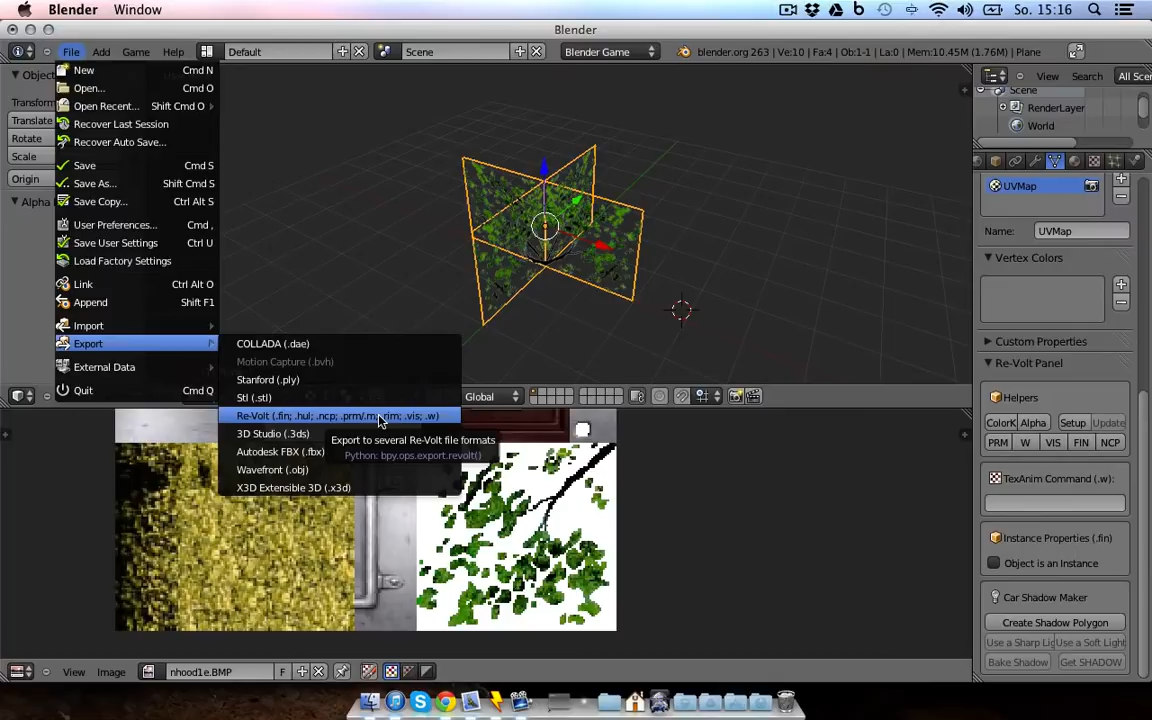 Blender Window
So. 15:16
Blender
File Add Game Help
Default
Scene
Blender Game
blender.org 263 | Ve:10 | Fa:4 | Ob:1-1 | La:0 | Mem:10.45M (1.76M) | Plane
View Search All Scen
New Cmd N
Open... Cmd O
Open Recent... Shift Cmd O
Recover Last Session
Recover Auto Save...
Save Cmd S
Save As... Shift Cmd S
Save Copy... Ctrl Alt S
User Preferences... Cmd ,
Save User Settings Ctrl U
Load Factory Settings
Link Ctrl Alt O
Append Shift F1
Import
Export
External Data
Quit Cmd Q
Object
Transform
Translate
Rotate
Scale
Origin
COLLADA (.dae)
Motion Capture (.bvh)
Stanford (.ply)
Stl (.stl)
Re-Volt (.fin; .hul; .ncp; .prm/.m; .rim; .vis; .w)
3D Studio (.3ds)
Autodesk FBX (.fbx)
Wavefront (.obj)
X3D Extensible 3D (.x3d)
Export to several Re-Volt file formats
Python: bpy.ops.export.revolt()
Global
Scene
RenderLayer
World
UVMap
Name: UVMap
Vertex Colors
Custom Properties
Re-Volt Panel
Helpers
ColorK Alpha Setup
PRM W VIS FIN NCP
TexAnim Command (.w):
Instance Properties (.fin)
Object is an Instance
Car Shadow Maker
Create Shadow Polygon
Use a Sharp Lig Use a Soft Light
Bake Shadow Get SHADOW
View Image nhood1e.BMP F